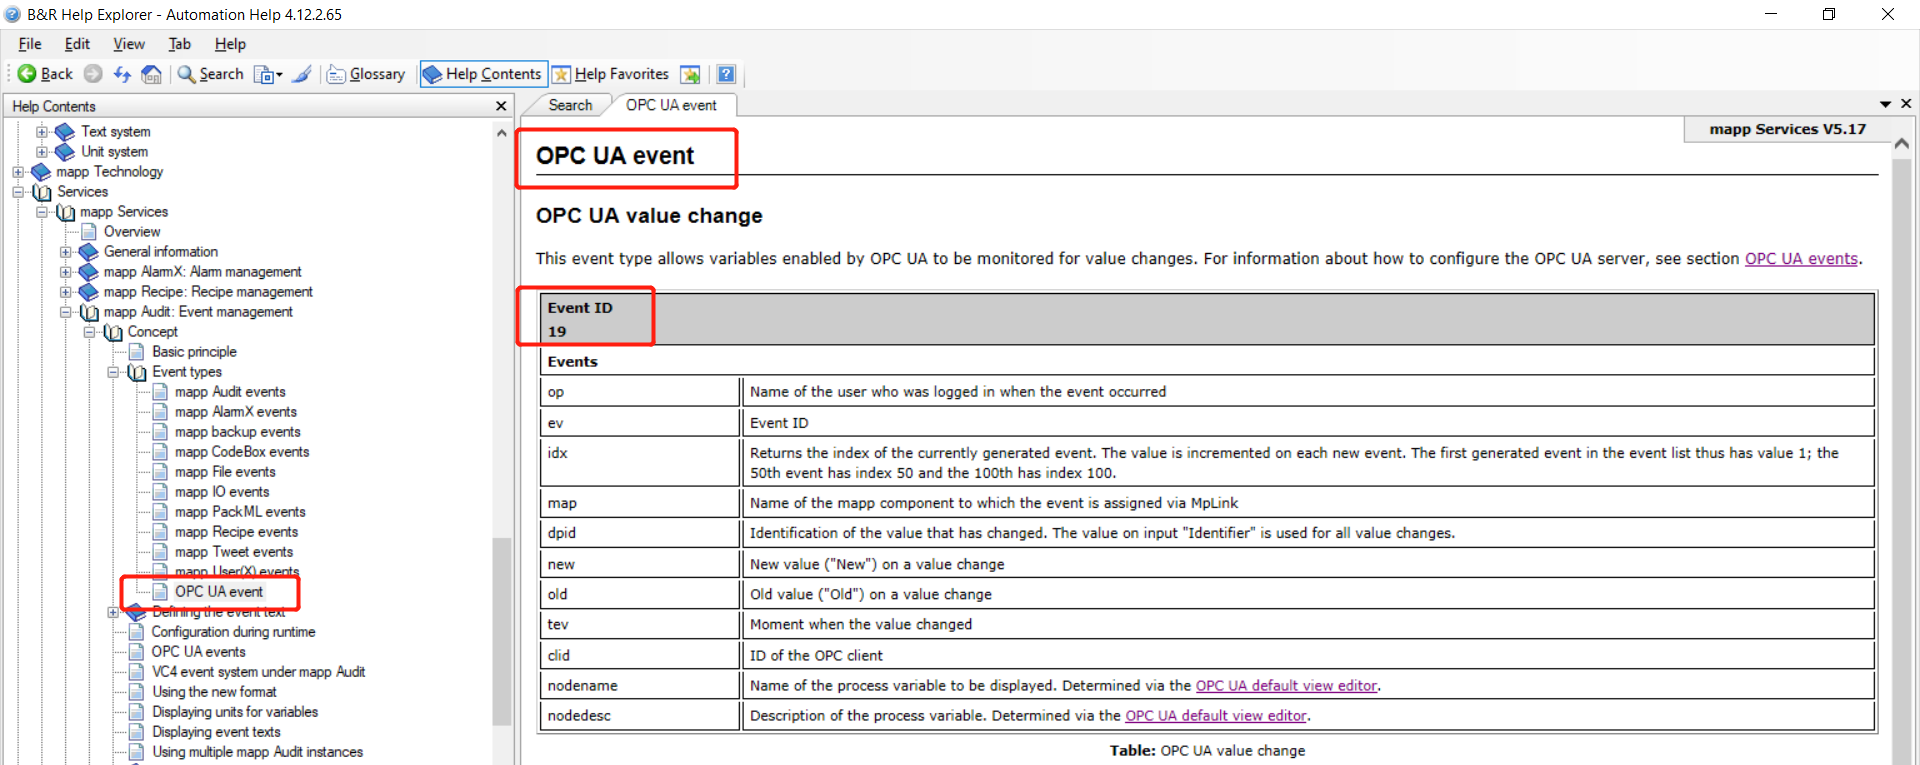 B&R Help Explorer - Automation Help 4.12.2.65
File Edit View Tab Help
Back Search Glossary Help Contents Help Favorites
Help Contents
Text system
Unit system
mapp Technology
Services
mapp Services
Overview
General information
mapp AlarmX: Alarm management
mapp Recipe: Recipe management
mapp Audit: Event management
Concept
Basic principle
Event types
mapp Audit events
mapp AlarmX events
mapp backup events
mapp CodeBox events
mapp File events
mapp IO events
mapp PackML events
mapp Recipe events
mapp Tweet events
mapp User(X) events
OPC UA event
Defining the event text
Configuration during runtime
OPC UA events
VC4 event system under mapp Audit
Using the new format
Displaying units for variables
Displaying event texts
Using multiple mapp Audit instances
Search OPC UA event
mapp Services V5.17
OPC UA event
OPC UA value change
This event type allows variables enabled by OPC UA to be monitored for value changes. For information about how to configure the OPC UA server, see section OPC UA events.
Event ID
19
Events
op Name of the user who was logged in when the event occurred
ev Event ID
idx Returns the index of the currently generated event. The value is incremented on each new event. The first generated event in the event list thus has value 1; the
50th event has index 50 and the 100th has index 100.
map Name of the mapp component to which the event is assigned via MpLink
dpid Identification of the value that has changed. The value on input "Identifier" is used for all value changes.
new New value ("New") on a value change
old Old value ("Old") on a value change
tev Moment when the value changed
clid ID of the OPC client
nodename Name of the process variable to be displayed. Determined via the OPC UA default view editor.
nodedesc Description of the process variable. Determined via the OPC UA default view editor.
Table: OPC UA value change